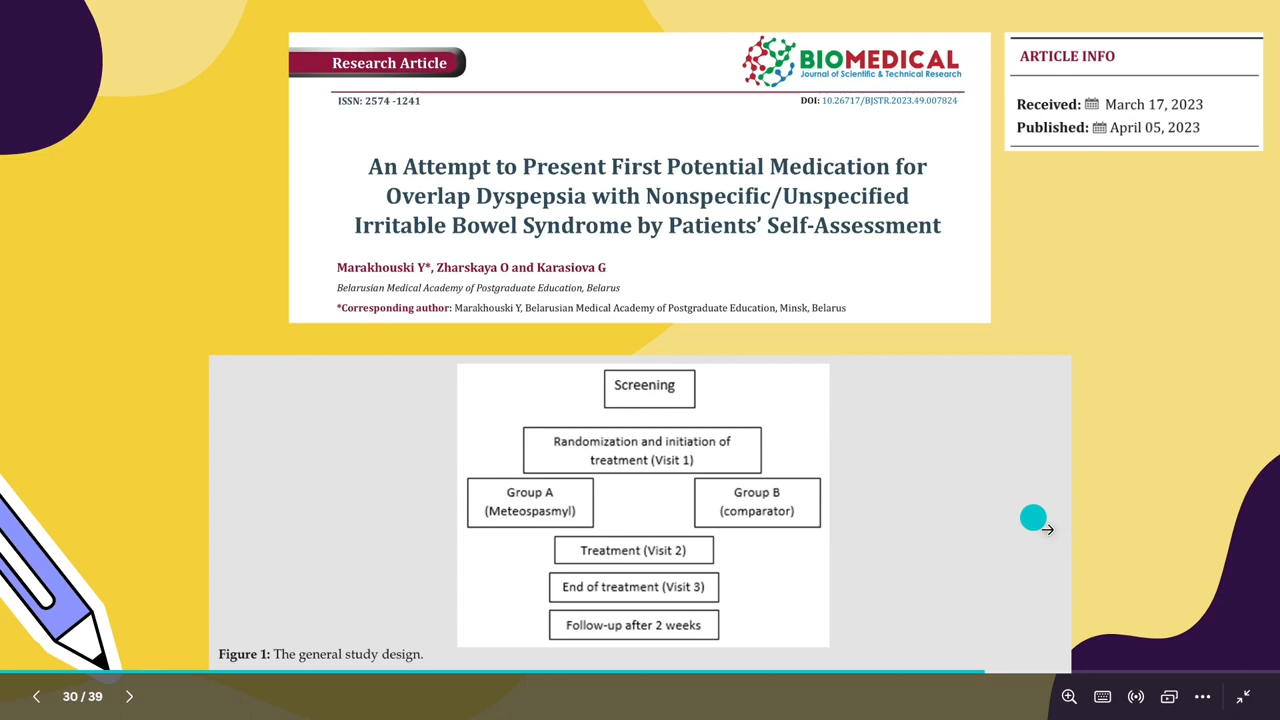 Research Article
BIOMEDICAL
Journal of Scientific & Technical Research
ISSN: 2574 -1241
DOI: 10.26717/BJSTR.2023.49.007824
ARTICLE INFO
Received: March 17, 2023
Published: April 05, 2023
An Attempt to Present First Potential Medication for
Overlap Dyspepsia with Nonspecific/Unspecified
Irritable Bowel Syndrome by Patients’ Self-Assessment
Marakhouski Y*, Zharskaya O and Karasiova G
Belarusian Medical Academy of Postgraduate Education, Belarus
*Corresponding author: Marakhouski Y, Belarusian Medical Academy of Postgraduate Education, Minsk, Belarus
Screening
Randomization and initiation of
treatment (Visit 1)
Group A
(Meteospasmyl)
Group B
(comparator)
Treatment (Visit 2)
End of treatment (Visit 3)
Follow-up after 2 weeks
Figure 1: The general study design.
30 / 39